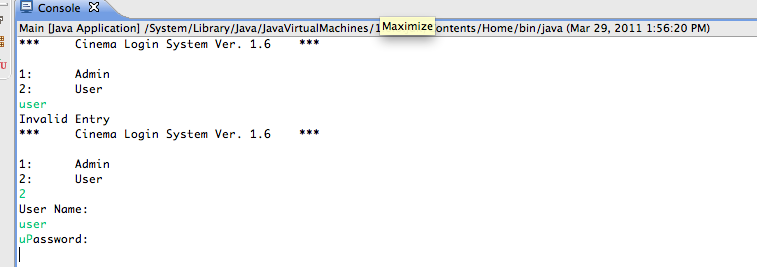 Console
Main [Java Application] /System/Library/Java/JavaVirtualMachines/1 Maximize ontents/Home/bin/java (Mar 29, 2011 1:56:20 PM)
*** Cinema Login System Ver. 1.6 ***
1: Admin
2: User
user
Invalid Entry
*** Cinema Login System Ver. 1.6 ***
1: Admin
2: User
2
User Name:
user
uPassword: